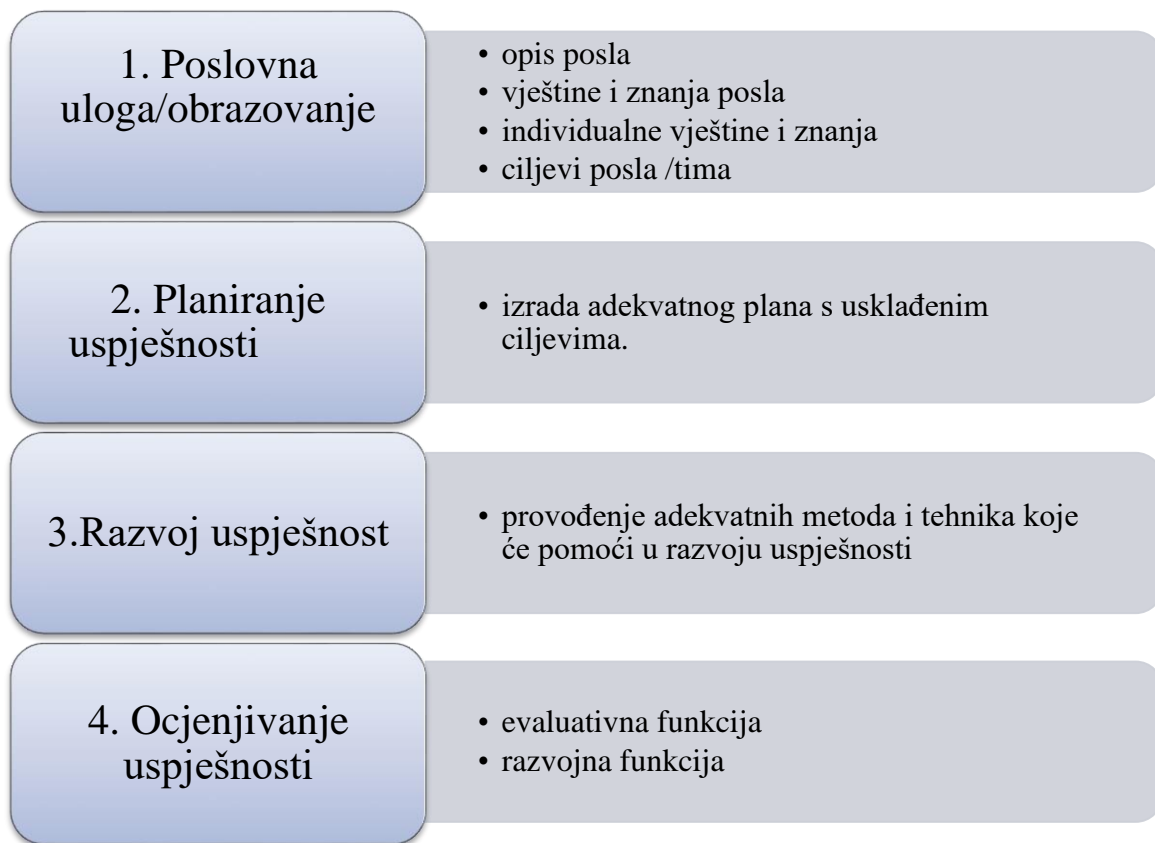 1. Poslovna
uloga/obrazovanje
• opis posla
• vještine i znanja posla
• individualne vještine i znanja
• ciljevi posla /tima
2. Planiranje
uspješnosti
• izrada adekvatnog plana s usklađenim
ciljevima.
3.Razvoj uspješnost
• provođenje adekvatnih metoda i tehnika koje
će pomoći u razvoju uspješnosti
4. Ocjenjivanje
uspješnosti
• evaluativna funkcija
• razvojna funkcija